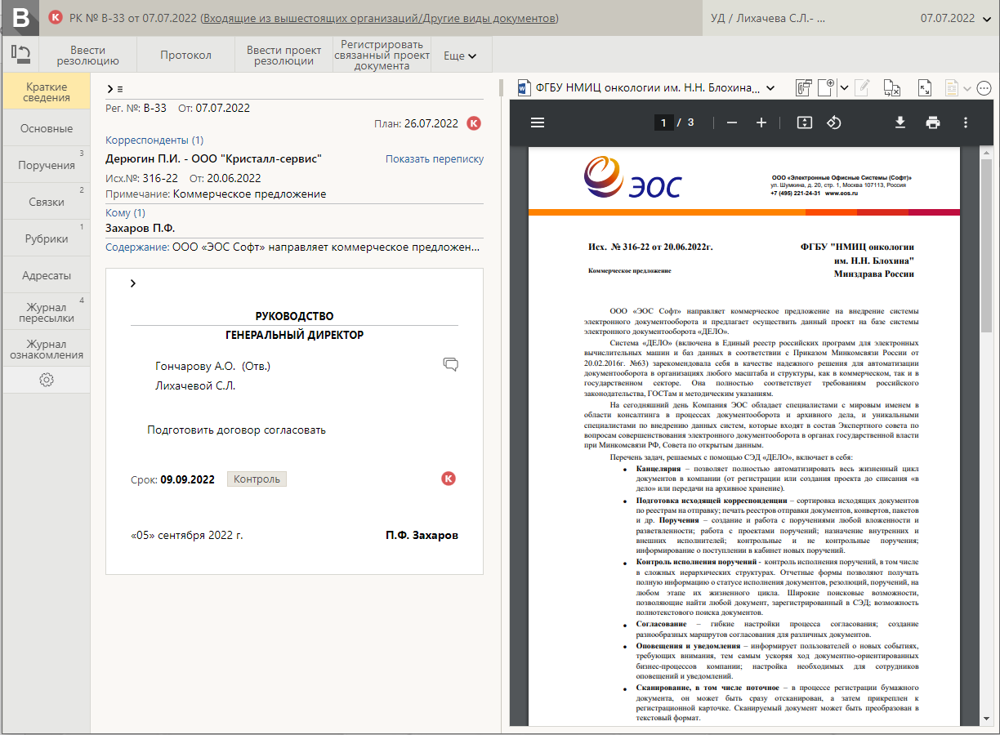 В
К РК № В-33 от 07.07.2022 (Входящие из вышестоящих организаций/Другие виды документов)
УД / Лихачева С.Л.- ...
07.07.2022
Ввести
резолюцию
Протокол
Ввести проект
резолюции
Регистрировать
связанный проект
документа
Еще
Краткие
сведения
Основные
Поручения 3
Связки 2
Рубрики 1
Адресаты
Журнал 4
пересылки
Журнал
ознакомления
Рег. №: В-33 От: 07.07.2022
План: 26.07.2022 К
Корреспонденты (1)
Дерюгин П.И. - ООО "Кристалл-сервис" Показать переписку
Исх.№: 316-22 От: 20.06.2022
Примечание: Коммерческое предложение
Кому (1)
Захаров П.Ф.
Содержание: ООО «ЭОС Софт» направляет коммерческое предложен...
РУКОВОДСТВО
ГЕНЕРАЛЬНЫЙ ДИРЕКТОР
Гончарову А.О. (Отв.)
Лихачевой С.Л.
Подготовить договор согласовать
Срок: 09.09.2022 Контроль К
«05» сентября 2022 г. П.Ф. Захаров
ФГБУ НМИЦ онкологии им. Н.Н. Блохина...
1 / 3
ЭОС
ООО «Электронные Офисные Системы (Софт)»
ул. Шумкина, д. 20, стр. 1, Москва 107113, Россия
+7 (495) 221-24-31 www.eos.ru
Исх. № 316-22 от 20.06.2022г.
Коммерческое предложение
ФГБУ "НМИЦ онкологии
им. Н.Н. Блохина"
Минздрава России
ООО «ЭОС Софт» направляет коммерческое предложение на внедрение системы
электронного документооборота и предлагает осуществить данный проект на базе системы
электронного документооборота «ДЕЛО».
Система «ДЕЛО» (включена в Единый реестр российских программ для электронных
вычислительных машин и баз данных в соответствии с Приказом Минкомсвязи России от
20.02.2016г. №63) зарекомендовала себя в качестве надежного решения для автоматизации
документооборота в организациях любого масштаба и структуры, как в коммерческом, так и в
государственном секторе. Она полностью соответствует требованиям российского
законодательства, ГОСТам и методическим указаниям.
На сегодняшний день Компания ЭОС обладает специалистами с мировым именем в
области консалтинга в процессах документооборота и архивного дела, и уникальными
специалистами по внедрению данных систем, которые входят в состав Экспертного совета по
вопросам совершенствования электронного документооборота в органах государственной власти
при Минкомсвязи РФ, Совета по открытым данным.
Перечень задач, решаемых с помощью СЭД «ДЕЛО», включает в себя:
• Канцелярия – позволяет полностью автоматизировать весь жизненный цикл
документов в компании (от регистрации или создания проекта до списания «в
дело» или передачи на архивное хранение).
• Подготовка исходящей корреспонденции – сортировка исходящих документов
по реестрам на отправку; печать реестров отправки документов, конвертов, пакетов
и др. Поручения – создание и работа с поручениями любой вложенности и
разветвленности; работа с проектами поручений; назначение внутренних и
внешних исполнителей; контрольные и не контрольные поручения;
информирование о поступлении в кабинет новых поручений.
• Контроль исполнения поручений - контроль исполнения поручений, в том числе
в сложных иерархических структурах. Отчетные формы позволяют получать
полную информацию о статусе исполнения документов, резолюций, поручений, на
любом этапе их жизненного цикла. Широкие поисковые возможности,
позволяющие найти любой документ, зарегистрированный в СЭД; возможность
полнотекстового поиска документов.
• Согласование – гибкие настройки процесса согласования; создание
разнообразных маршрутов согласования для различных документов.
• Оповещения и уведомления – информирует пользователей о новых событиях,
требующих внимания, тем самым ускоряя ход документно-ориентированных
бизнес-процессов компании; настройка необходимых для сотрудников
оповещений и уведомлений.
• Сканирование, в том числе поточное – в процессе регистрации бумажного
документа, он может быть сразу отсканирован, а затем прикреплен к
регистрационной карточке. Сканируемый документ может быть преобразован в
текстовый формат.